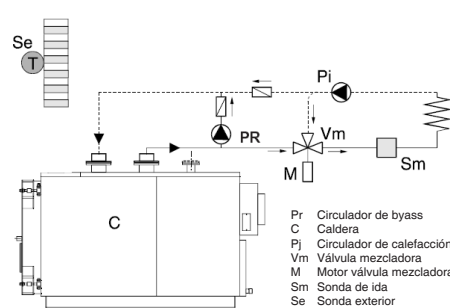 Se
T
Pi
PR
Vm
M
Sm
C
Pr Circulador de byass
C Caldera
Pj Circulador de calefacción
Vm Válvula mezcladora
M Motor válvula mezcladora
Sm Sonda de ida
Se Sonda exterior